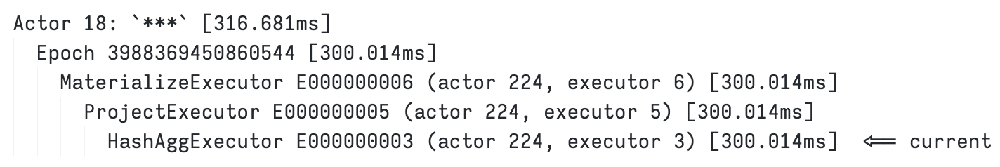 Actor 18: `***` [316.681ms]
Epoch 3988369450860544 [300.014ms]
MaterializeExecutor E000000006 (actor 224, executor 6) [300.014ms]
ProjectExecutor E000000005 (actor 224, executor 5) [300.014ms]
HashAggExecutor E000000003 (actor 224, executor 3) [300.014ms] <== current